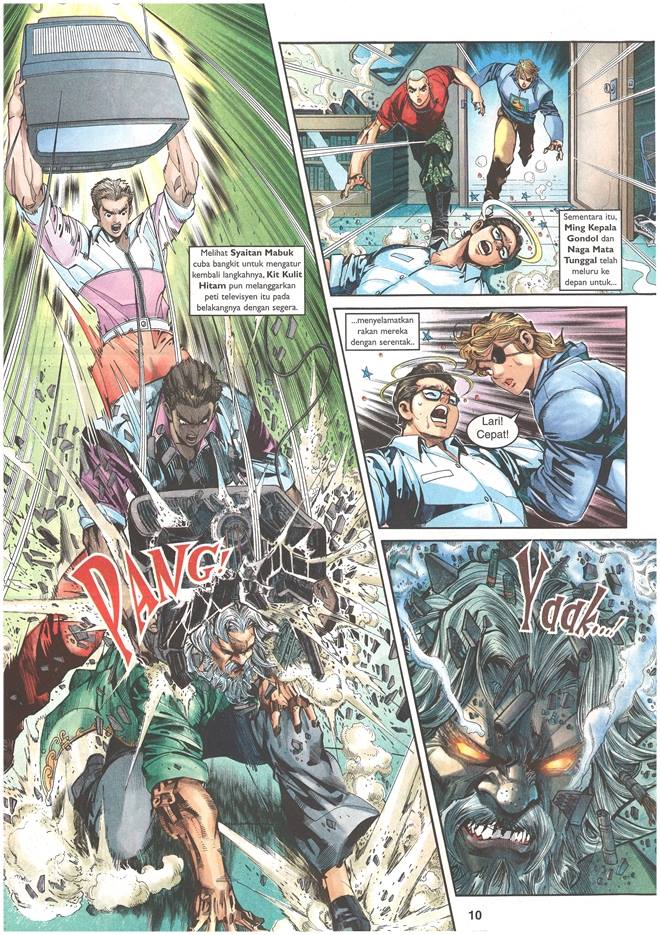 Melihat Syaitan Mabuk
cuba bangkit untuk mengatur
kembali langkahnya, Kit Kulit
Hitam pun melanggarkan
peti televisyen itu pada
belakangnya dengan segera.
PANG!
Sementara itu,
Ming Kepala
Gondol dan
Naga Mata
Tunggal telah
meluru ke
depan untuk...
...menyelamatkan
rakan mereka
dengan serentak..
Lari!
Cepat!
Yaak....!
10